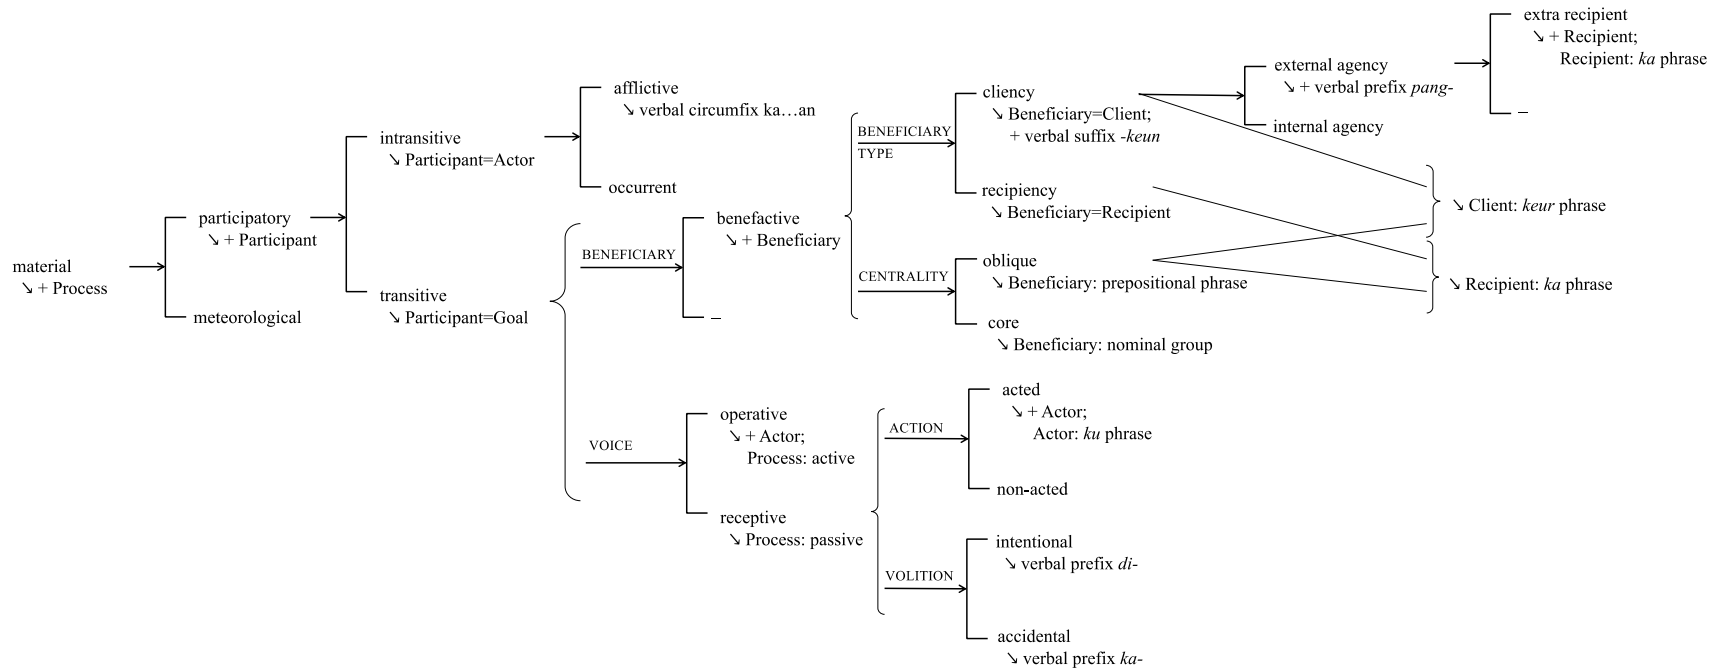 material
↘ + Process
participatory
↘ + Participant
meteorological
intransitive
↘ Participant=Actor
transitive
↘ Participant=Goal
afflictive
↘ verbal circumfix ka…an
occurrent
BENEFICIARY
benefactive
↘ + Beneficiary
–
VOICE
operative
↘ + Actor;
Process: active
receptive
↘ Process: passive
BENEFICIARY
TYPE
cliency
↘ Beneficiary=Client;
+ verbal suffix -keun
recipiency
↘ Beneficiary=Recipient
CENTRALITY
oblique
↘ Beneficiary: prepositional phrase
core
↘ Beneficiary: nominal group
ACTION
acted
↘ + Actor;
Actor: ku phrase
non-acted
VOLITION
intentional
↘ verbal prefix di-
accidental
↘ verbal prefix ka-
external agency
↘ + verbal prefix pang-
internal agency
extra recipient
↘ + Recipient;
Recipient: ka phrase
–
↘ Client: keur phrase
↘ Recipient: ka phrase